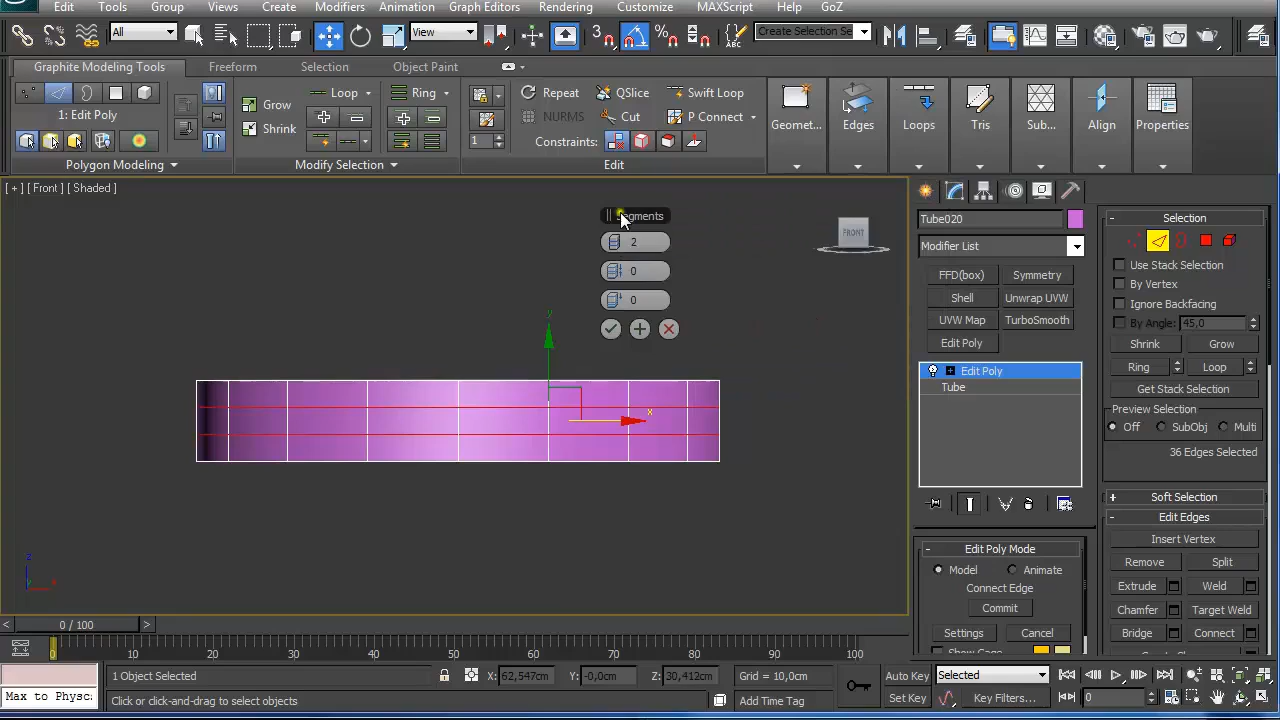 Edit Tools Group Views Create Modifiers Animation Graph Editors Rendering Customize MAXScript Help GoZ
All View Create Selection Se
Graphite Modeling Tools Freeform Selection Object Paint
Loop Ring Repeat QSlice Swift Loop
Grow NURMS Cut P Connect
1: Edit Poly Shrink 1 Constraints:
Geomet... Edges Loops Tris Sub... Align Properties
Polygon Modeling Modify Selection Edit
[ + ] [ Front ] [ Shaded ]
Segments
2
0
0
FRONT
y
x
z
y x
Tube020
Modifier List
FFD(box) Symmetry
Shell Unwrap UVW
UVW Map TurboSmooth
Edit Poly
Edit Poly
Tube
Edit Poly Mode
Model Animate
Connect Edge
Commit
Settings Cancel
Show Cage
Selection
Use Stack Selection
By Vertex
Ignore Backfacing
By Angle: 45,0
Shrink Grow
Ring Loop
Get Stack Selection
Preview Selection
Off SubObj Multi
36 Edges Selected
Soft Selection
Edit Edges
Insert Vertex
Remove Split
Extrude Weld
Chamfer Target Weld
Bridge Connect
< 0 / 100 >
0 10 20 30 40 50 60 70 80 90 100
1 Object Selected X: 62,547cm Y: -0,0cm Z: 30,412cm Grid = 10,0cm Auto Key Selected
Max to Physc: Click or click-and-drag to select objects Add Time Tag Set Key Key Filters... 0